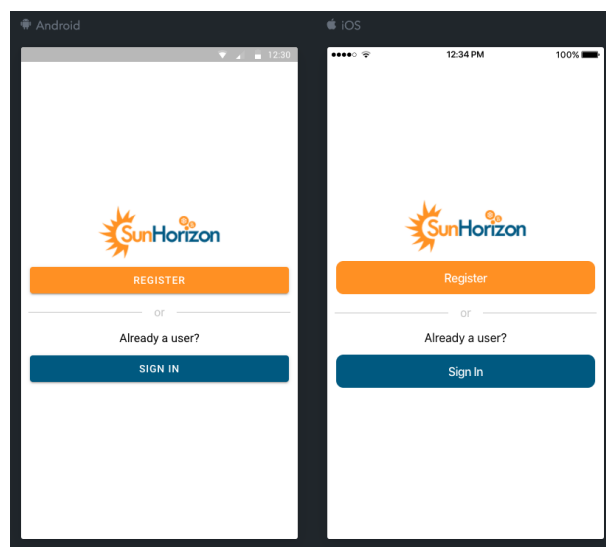 Android
12:30
SunHorizon
REGISTER
or
Already a user?
SIGN IN
iOS
12:34 PM
100%
SunHorizon
Register
or
Already a user?
Sign In